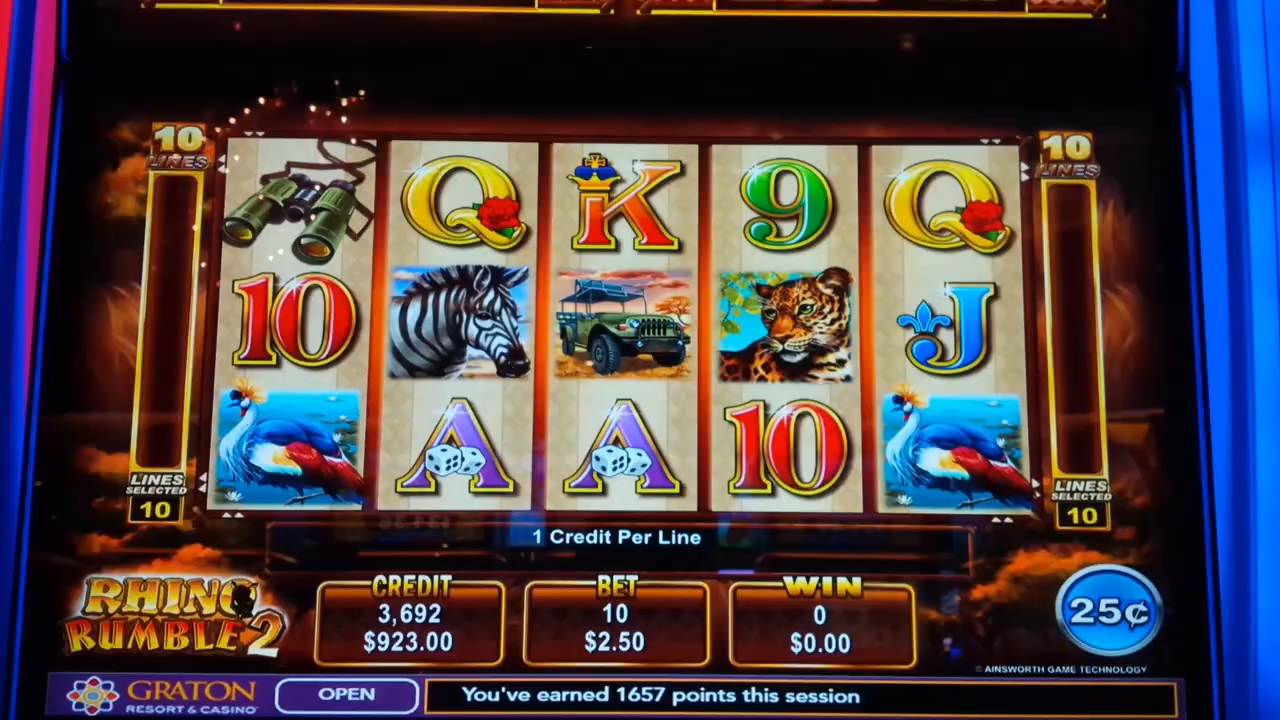 10
LINES
10
LINES
Q
K
9
Q
10
J
A
A
10
LINES
SELECTED
10
LINES
SELECTED
10
1 Credit Per Line
RHINO
RUMBLE 2
CREDIT
3,692
$923.00
BET
10
$2.50
WIN
0
$0.00
25¢
© AINSWORTH GAME TECHNOLOGY
GRATON
RESORT & CASINO
OPEN
You've earned 1657 points this session